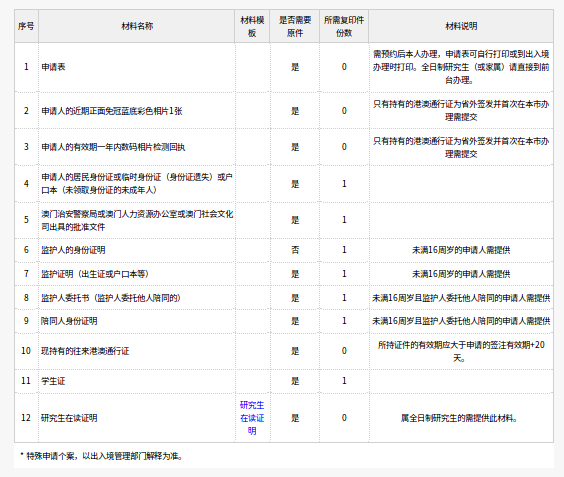 序号 材料名称 材料模板 是否需要原件 所需复印件份数 材料说明
1 申请表 是 0 需预约后本人办理，申请表可自行打印或到出入境办理时打印。全日制研究生（或家属）请直接到前台办理。
2 申请人的近期正面免冠蓝底彩色相片1张 是 0 只有持有的港澳通行证为省外签发并首次在本市办理需提交
3 申请人的有效期一年内数码相片检测回执 是 0 只有持有的港澳通行证为省外签发并首次在本市办理需提交
4 申请人的居民身份证或临时身份证（身份证遗失）或户口本（未领取身份证的未成年人） 是 1
5 澳门治安警察局或澳门人力资源办公室或澳门社会文化司出具的批准文件 是 1
6 监护人的身份证明 否 1 未满16周岁的申请人需提供
7 监护证明（出生证或户口本等） 是 1 未满16周岁的申请人需提供
8 监护人委托书（监护人委托他人陪同的） 是 1 未满16周岁且监护人委托他人陪同的申请人需提供
9 陪同人身份证明 是 1 未满16周岁且监护人委托他人陪同的申请人需提供
10 现持有的往来港澳通行证 是 0 所持证件的有效期应大于申请的签注有效期+20天。
11 学生证 是 1
12 研究生在读证明 研究生在读证明 是 0 属全日制研究生的需提供此材料。
* 特殊申请个案，以出入境管理部门解释为准。